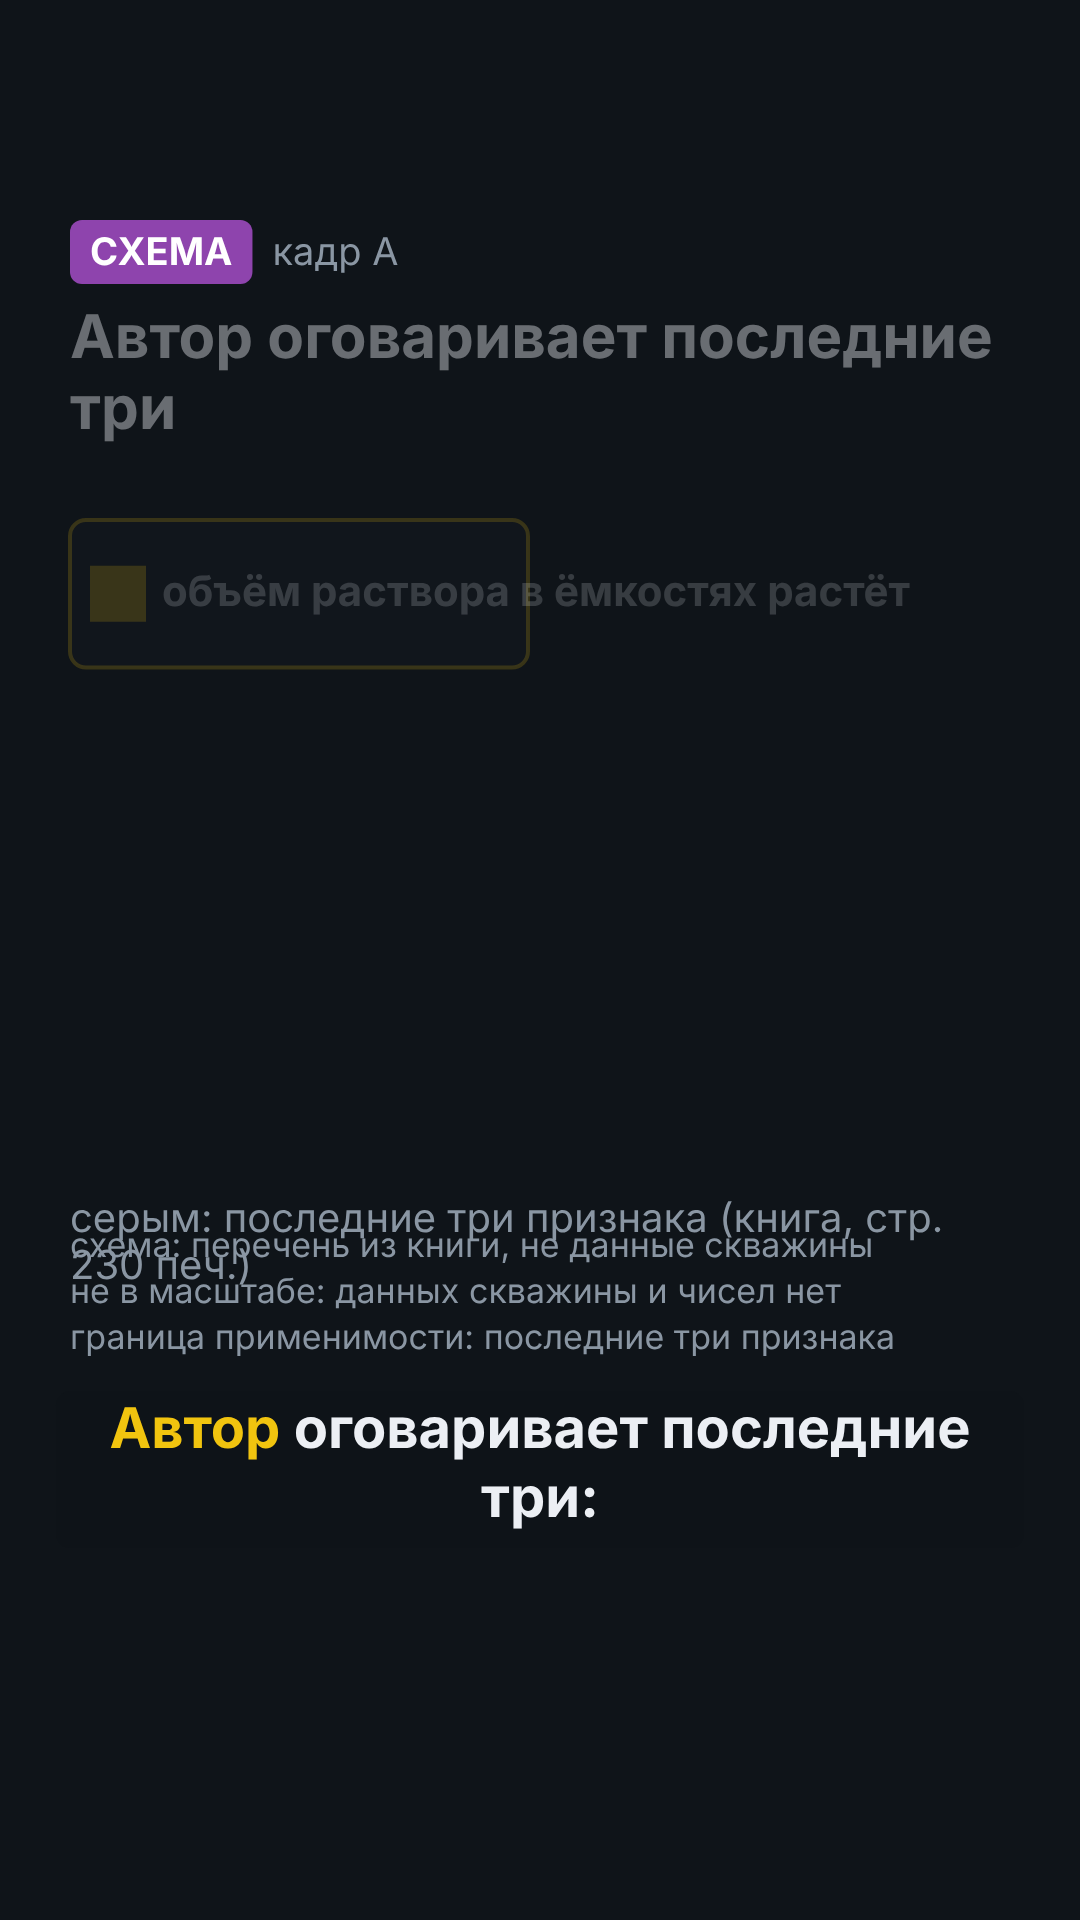 СХЕМА кадр А
Автор оговаривает последние
три
объём раствора в ёмкостях растёт
серым: последние три признака (книга, стр.
схема: перечень из книги, не данные скважины
230 печ.)
не в масштабе: данных скважины и чисел нет
граница применимости: последние три признака
Автор оговаривает последние
три: